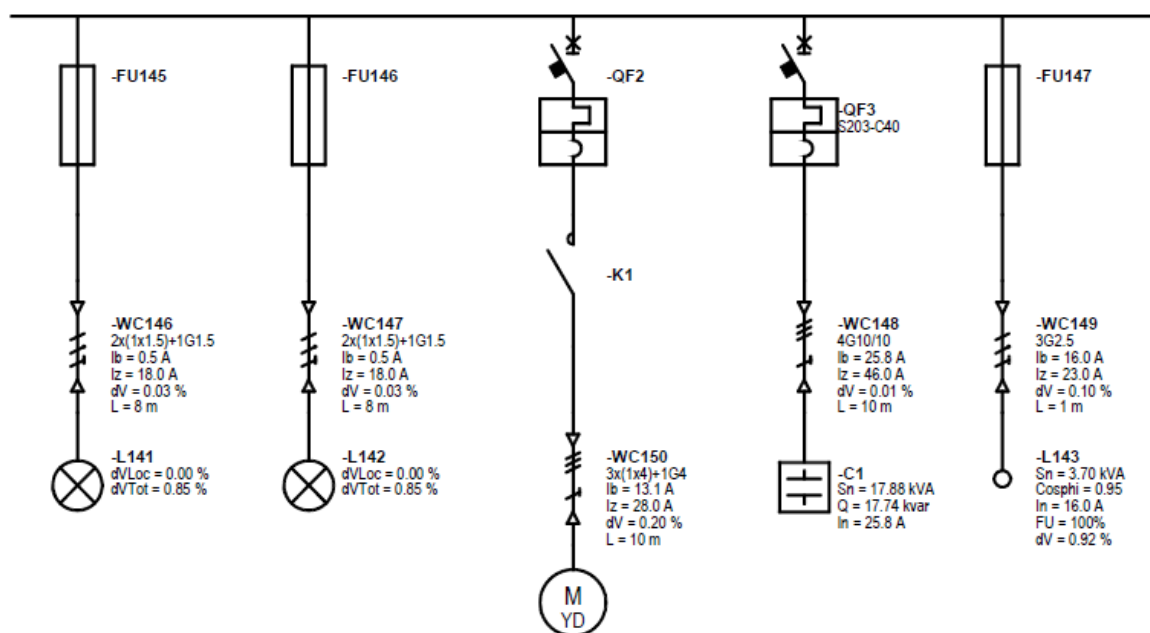 -FU145
-FU146
-QF2
-QF3
S203-C40
-FU147
-K1
-WC146
2x(1x1.5)+1G1.5
Ib = 0.5 A
Iz = 18.0 A
dV = 0.03 %
L = 8 m
-WC147
2x(1x1.5)+1G1.5
Ib = 0.5 A
Iz = 18.0 A
dV = 0.03 %
L = 8 m
-WC148
4G10/10
Ib = 25.8 A
Iz = 46.0 A
dV = 0.01 %
L = 10 m
-WC149
3G2.5
Ib = 16.0 A
Iz = 23.0 A
dV = 0.10 %
L = 1 m
-L141
dVLoc = 0.00 %
dVTot = 0.85 %
-L142
dVLoc = 0.00 %
dVTot = 0.85 %
-WC150
3x(1x4)+1G4
Ib = 13.1 A
Iz = 28.0 A
dV = 0.20 %
L = 10 m
-C1
Sn = 17.88 kVA
Q = 17.74 kvar
In = 25.8 A
-L143
Sn = 3.70 kVA
Cosphi = 0.95
In = 16.0 A
FU = 100%
dV = 0.92 %
M
YD